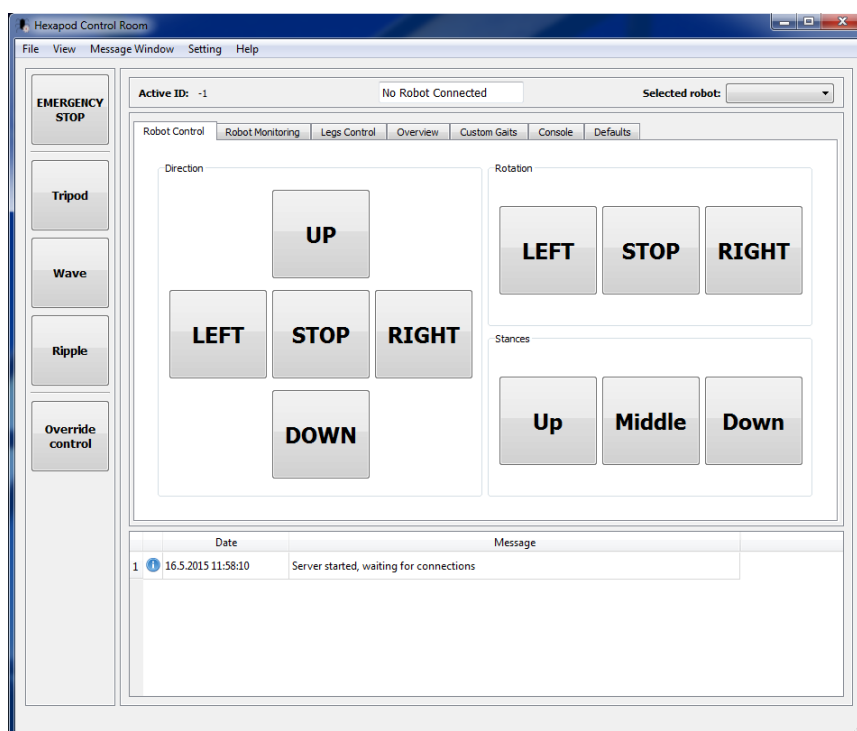 Hexapod Control Room
File View Message Window Setting Help
EMERGENCY
STOP
Tripod
Wave
Ripple
Override
control
Active ID: -1 No Robot Connected Selected robot:
Robot Control Robot Monitoring Legs Control Overview Custom Gaits Console Defaults
Direction
UP
LEFT STOP RIGHT
DOWN
Rotation
LEFT STOP RIGHT
Stances
Up Middle Down
Date Message
1 16.5.2015 11:58:10 Server started, waiting for connections